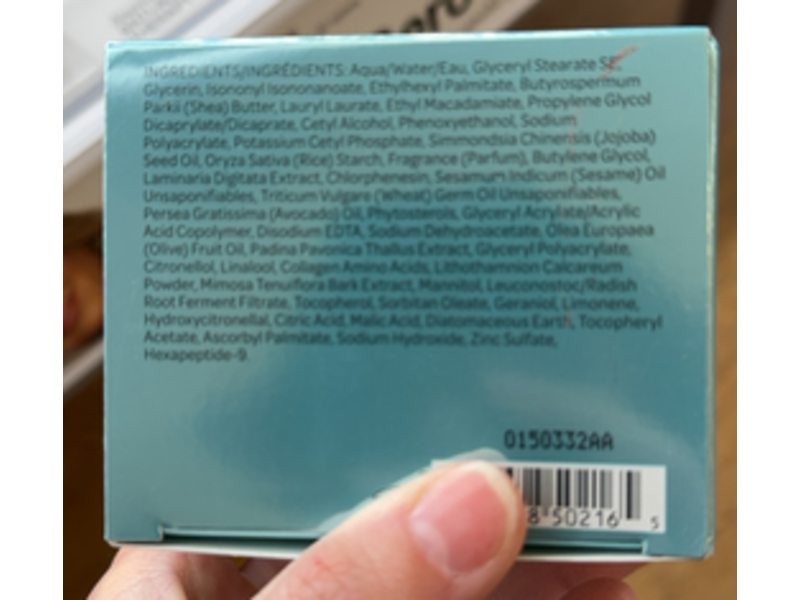 INGREDIENTS/INGRÉDIENTS: Aqua/Water/Eau, Glyceryl Stearate SE,
Glycerin, Isononyl Isononanoate, Ethylhexyl Palmitate, Butyrospermum
Parkii (Shea) Butter, Lauryl Laurate, Ethyl Macadamiate, Propylene Glycol
Dicaprylate/Dicaprate, Cetyl Alcohol, Phenoxyethanol, Sodium
Polyacrylate, Potassium Cetyl Phosphate, Simmondsia Chinensis (Jojoba)
Seed Oil, Oryza Sativa (Rice) Starch, Fragrance (Parfum), Butylene Glycol,
Laminaria Digitata Extract, Chlorphenesin, Sesamum Indicum (Sesame) Oil
Unsaponifiables, Triticum Vulgare (Wheat) Germ Oil Unsaponifiables,
Persea Gratissima (Avocado) Oil, Phytosterols, Glyceryl Acrylate/Acrylic
Acid Copolymer, Disodium EDTA, Sodium Dehydroacetate, Olea Europaea
(Olive) Fruit Oil, Padina Pavonica Thallus Extract, Glyceryl Polyacrylate,
Citronellol, Linalool, Collagen Amino Acids, Lithothamnion Calcareum
Powder, Mimosa Tenuiflora Bark Extract, Mannitol, Leuconostoc/Radish
Root Ferment Filtrate, Tocopherol, Sorbitan Oleate, Geraniol, Limonene,
Hydroxycitronellal, Citric Acid, Malic Acid, Diatomaceous Earth, Tocopheryl
Acetate, Ascorbyl Palmitate, Sodium Hydroxide, Zinc Sulfate,
Hexapeptide-9.
0150332AA
8 50216 5